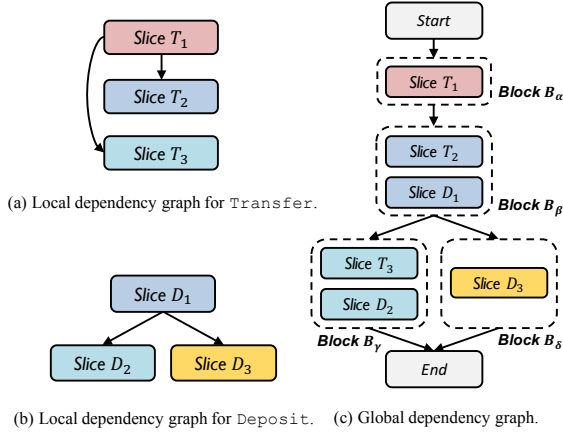 Slice T₁
Slice T₂
Slice T₃
(a) Local dependency graph for Transfer.
Slice D₁
Slice D₂
Slice D₃
(b) Local dependency graph for Deposit.
Start
Slice T₁
Block Bα
Slice T₂
Slice D₁
Block Bβ
Slice T₃
Slice D₂
Block Bγ
Slice D₃
Block Bδ
End
(c) Global dependency graph.